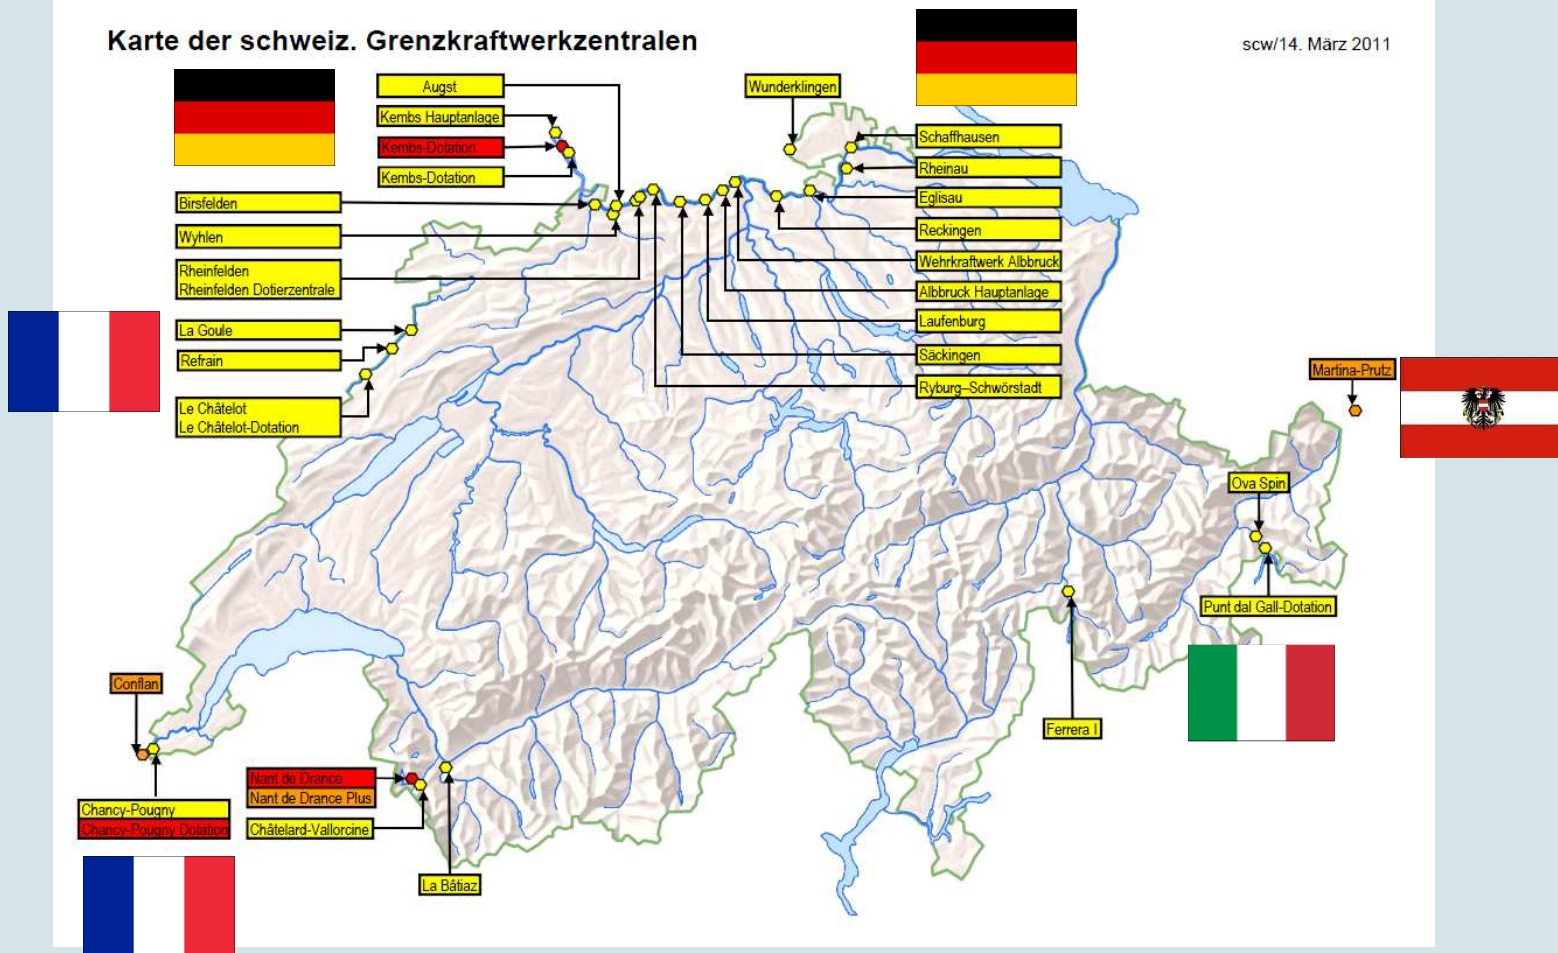 Karte der schweiz. Grenzkraftwerkzentralen
scw/14. März 2011
Augst
Kembs Hauptanlage
Kembs-Dotation
Kembs-Dotation
Birsfelden
Wyhlen
Rheinfelden
Rheinfelden Dotierzentrale
La Goule
Refrain
Le Châtelot
Le Châtelot-Dotation
Wunderklingen
Schaffhausen
Rheinau
Eglisau
Reckingen
Wehrkraftwerk Albbruck
Albbruck Hauptanlage
Laufenburg
Säckingen
Ryburg–Schwörstadt
Martina-Prutz
Ova Spin
Punt dal Gall-Dotation
Ferrera I
Conflan
Chancy-Pougny
Chancy-Pougny Dotation
Nant de Drance
Nant de Drance Plus
Châtelard-Vallorcine
La Bâtiaz